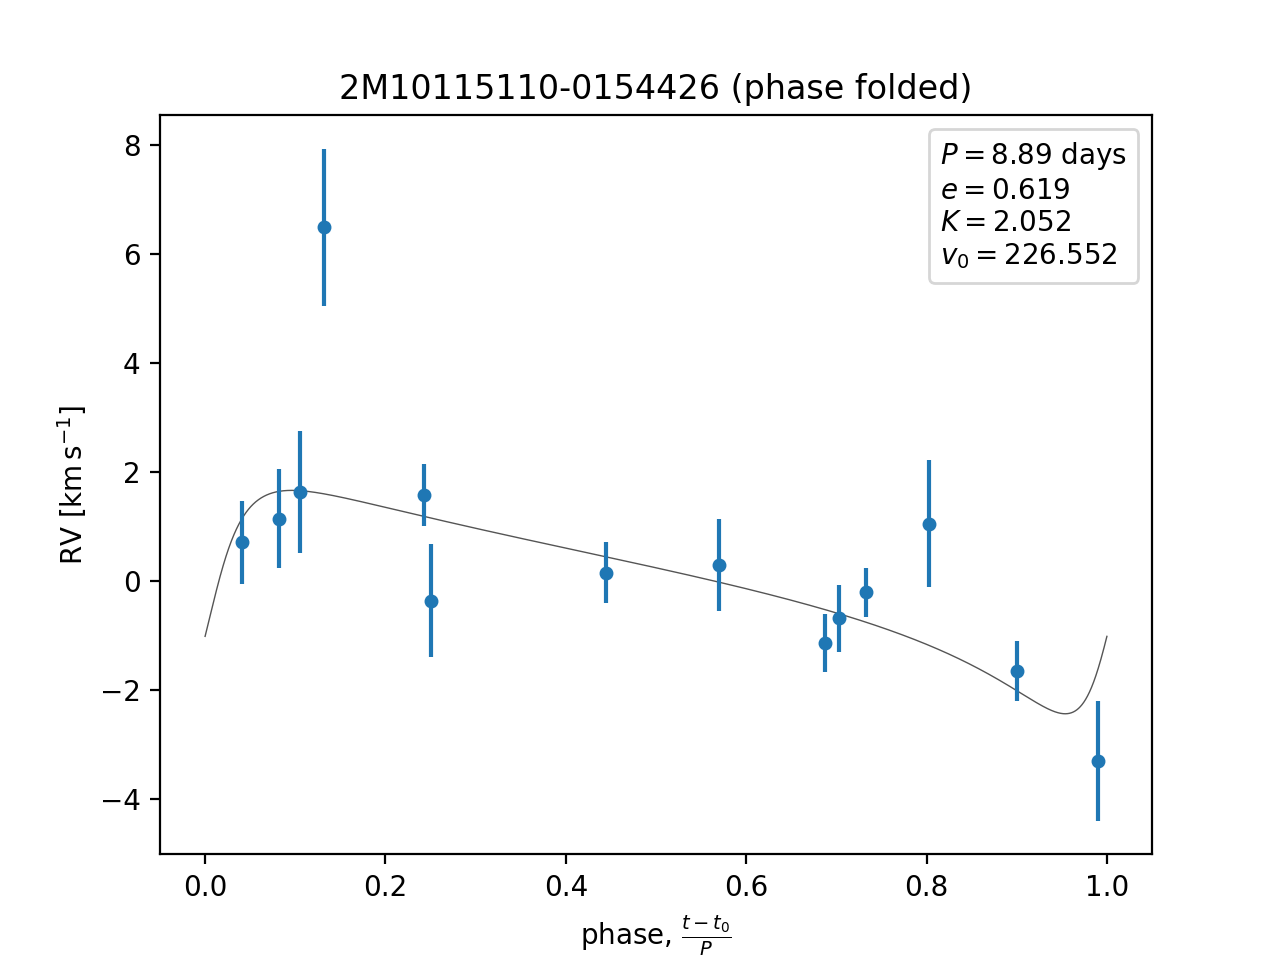 2M10115110-0154426 (phase folded)
P = 8.89 days
e = 0.619
K = 2.052
v₀ = 226.552
8
6
4
2
0
−2
−4
RV [km s⁻¹]
0.0 0.2 0.4 0.6 0.8 1.0
phase, (t − t₀)/P